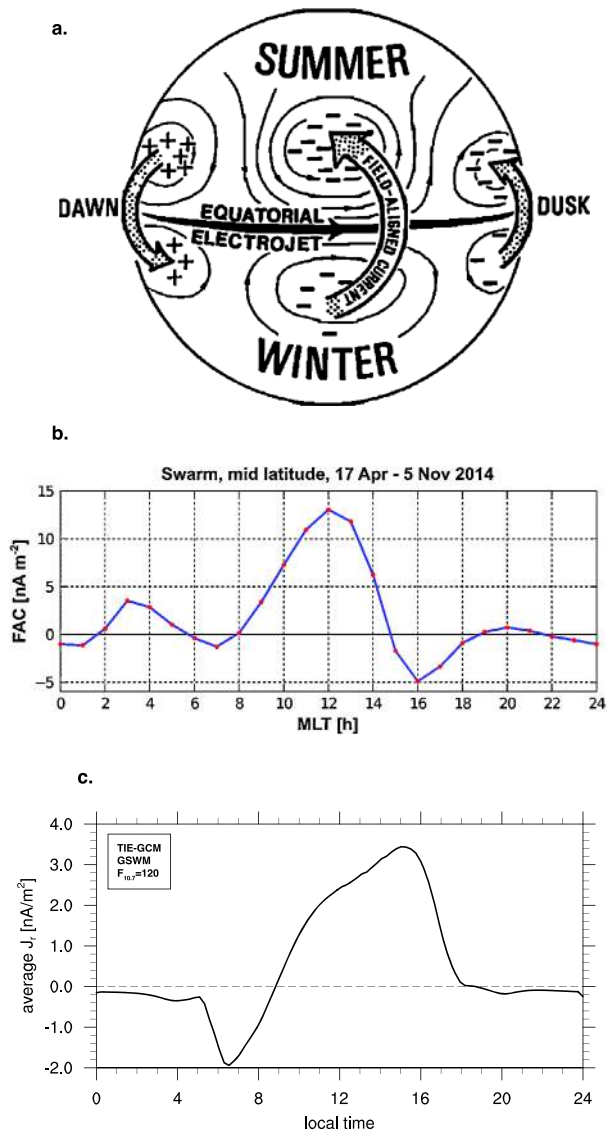 a.
SUMMER
DAWN
EQUATORIAL
ELECTROJET
FIELD-ALIGNED CURRENT
DUSK
WINTER
b.
Swarm, mid latitude, 17 Apr - 5 Nov 2014
FAC [nA m⁻²]
15
10
5
0
−5
0 2 4 6 8 10 12 14 16 18 20 22 24
MLT [h]
c.
TIE-GCM
GSWM
F₁₀.₇=120
average Jᵣ [nA/m²]
4.0
3.0
2.0
1.0
0.0
-1.0
-2.0
0 4 8 12 16 20 24
local time